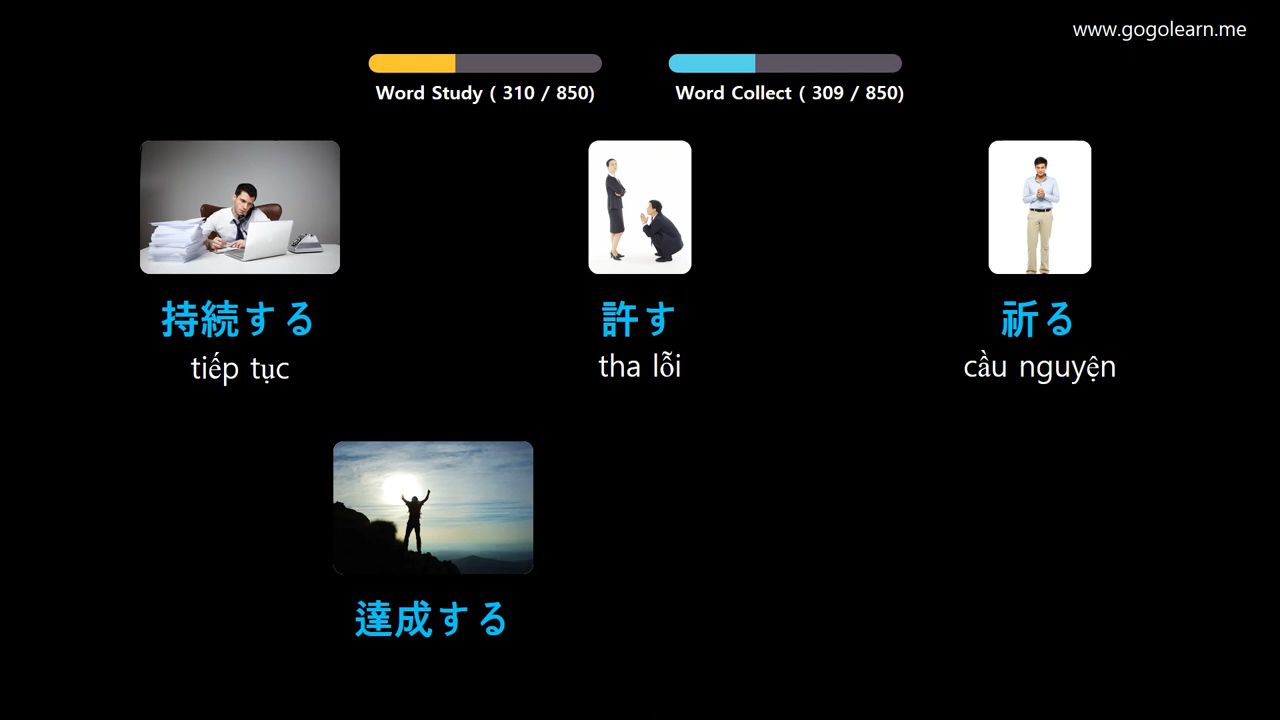 www.gogolearn.me
Word Study ( 310 / 850)
Word Collect ( 309 / 850)
持続する
tiếp tục
許す
tha lỗi
祈る
cầu nguyện
達成する